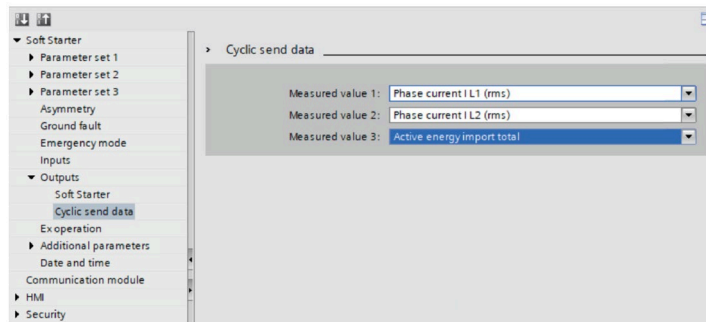 Soft Starter
Parameter set 1
Parameter set 2
Parameter set 3
Asymmetry
Ground fault
Emergency mode
Inputs
Outputs
Soft Starter
Cyclic send data
Ex operation
Additional parameters
Date and time
Communication module
HMI
Security
Cyclic send data
Measured value 1: Phase current I L1 (rms)
Measured value 2: Phase current I L2 (rms)
Measured value 3: Active energy import total